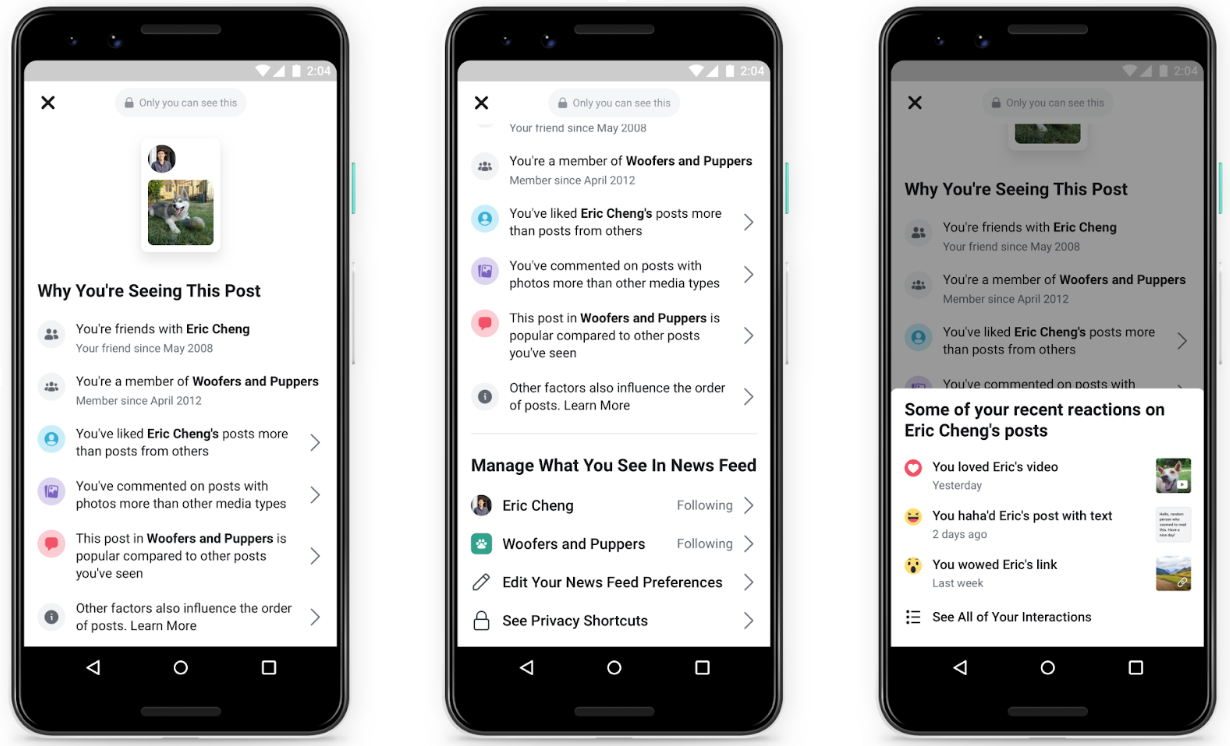 2:04
Only you can see this
Why You're Seeing This Post
You're friends with Eric Cheng
Your friend since May 2008
You're a member of Woofers and Puppers
Member since April 2012
You've liked Eric Cheng's posts more
than posts from others
You've commented on posts with
photos more than other media types
This post in Woofers and Puppers is
popular compared to other posts
you've seen
Other factors also influence the order
of posts. Learn More
2:04
Only you can see this
Your friend since May 2008
You're a member of Woofers and Puppers
Member since April 2012
You've liked Eric Cheng's posts more
than posts from others
You've commented on posts with
photos more than other media types
This post in Woofers and Puppers is
popular compared to other posts
you've seen
Other factors also influence the order
of posts. Learn More
Manage What You See In News Feed
Eric Cheng Following
Woofers and Puppers Following
Edit Your News Feed Preferences
See Privacy Shortcuts
2:04
Only you can see this
Why You're Seeing This Post
You're friends with Eric Cheng
Your friend since May 2008
You're a member of Woofers and Puppers
Member since April 2012
You've liked Eric Cheng's posts more
than posts from others
You've commented on posts with
Some of your recent reactions on
Eric Cheng's posts
You loved Eric's video
Yesterday
You haha'd Eric's post with text
2 days ago
Hello, random
person who
seemed to read
this. Have a
nice day!
You wowed Eric's link
Last week
See All of Your Interactions